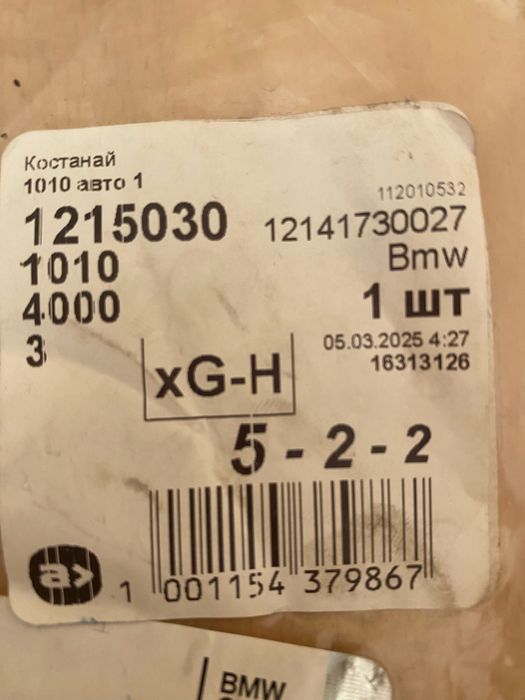 Костанай
1010 авто 1
112010532
1215030 12141730027
1010 Bmw
4000 1 шт
3 05.03.2025 4:27
16313126
xG-H
5 - 2 - 2
a>
1 001154 379867
BMW